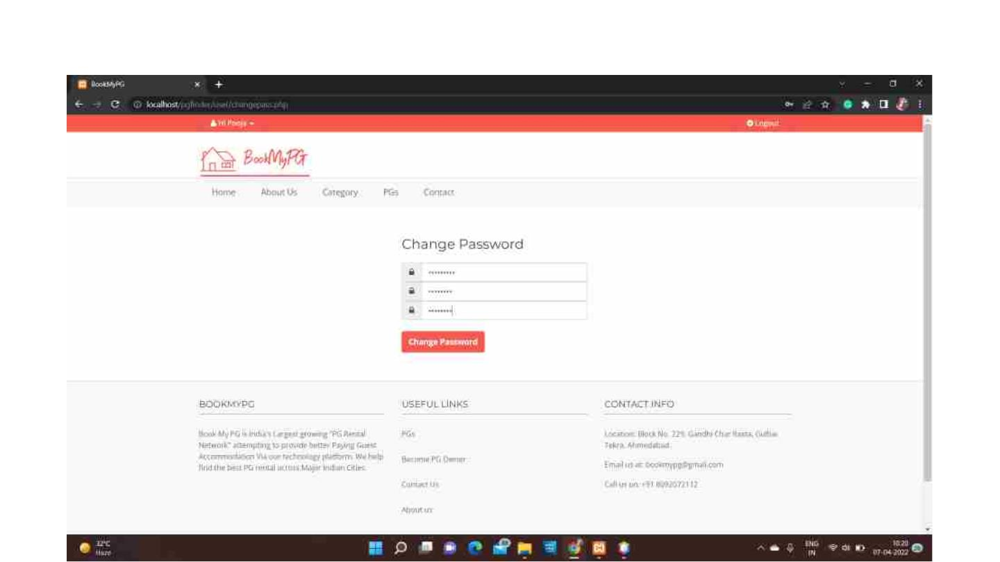 BookMyPG
localhost/pgfinder/user/changepass.php
Hi Pooja
Logout
BookMyPG
Home About Us Category PGs Contact
Change Password
•••••••••
••••••••
••••••••
Change Password
BOOKMYPG
Book My PG is India's Largest growing "PG Rental
Network" attempting to provide better Paying Guest
Accommodation Via our technology platform. We help
find the best PG rental across Major Indian Cities.
USEFUL LINKS
PGs
Become PG Owner
Contact Us
About us
CONTACT INFO
Location: Block No. Gandhi Char Rasta,
Tekra, Ahmedabad.
Email us at: bookmypg@gmail.com
Call us on: +91
32°C
Haze
ENG
IN
10:20
07-04-2022